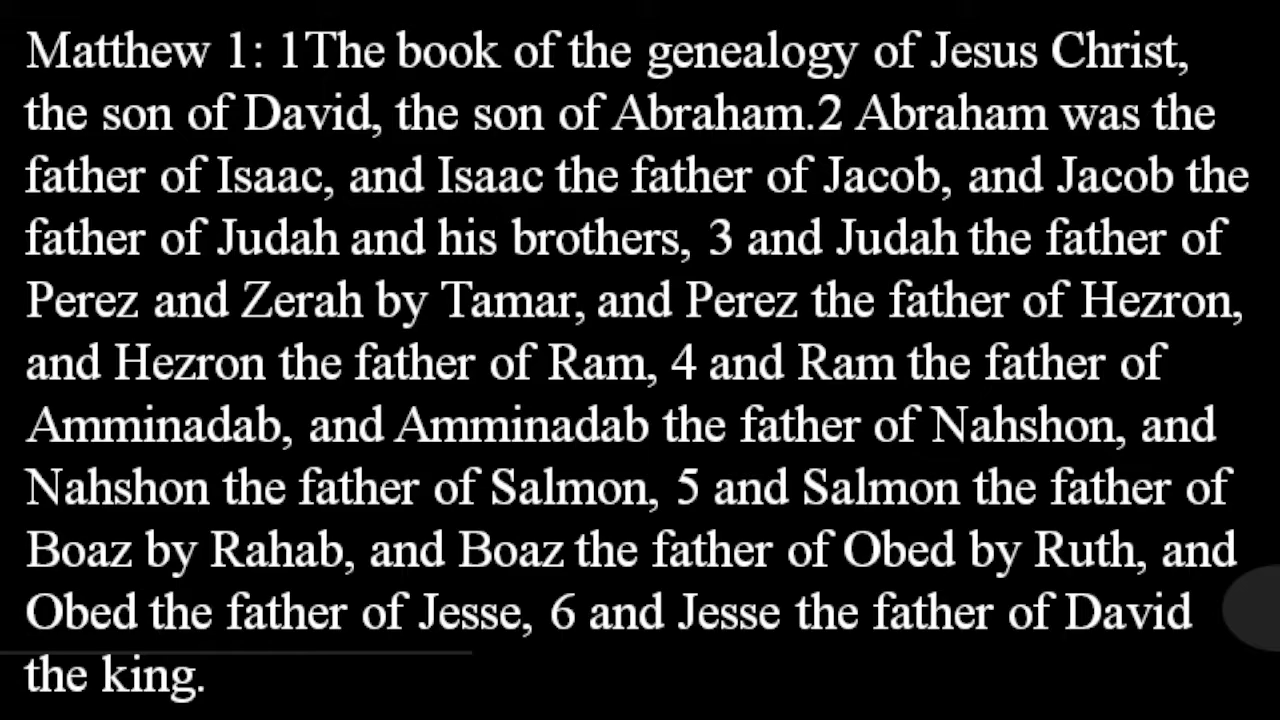 Matthew 1: 1The book of the genealogy of Jesus Christ,
the son of David, the son of Abraham.2 Abraham was the
father of Isaac, and Isaac the father of Jacob, and Jacob the
father of Judah and his brothers, 3 and Judah the father of
Perez and Zerah by Tamar, and Perez the father of Hezron,
and Hezron the father of Ram, 4 and Ram the father of
Amminadab, and Amminadab the father of Nahshon, and
Nahshon the father of Salmon, 5 and Salmon the father of
Boaz by Rahab, and Boaz the father of Obed by Ruth, and
Obed the father of Jesse, 6 and Jesse the father of David
the king.